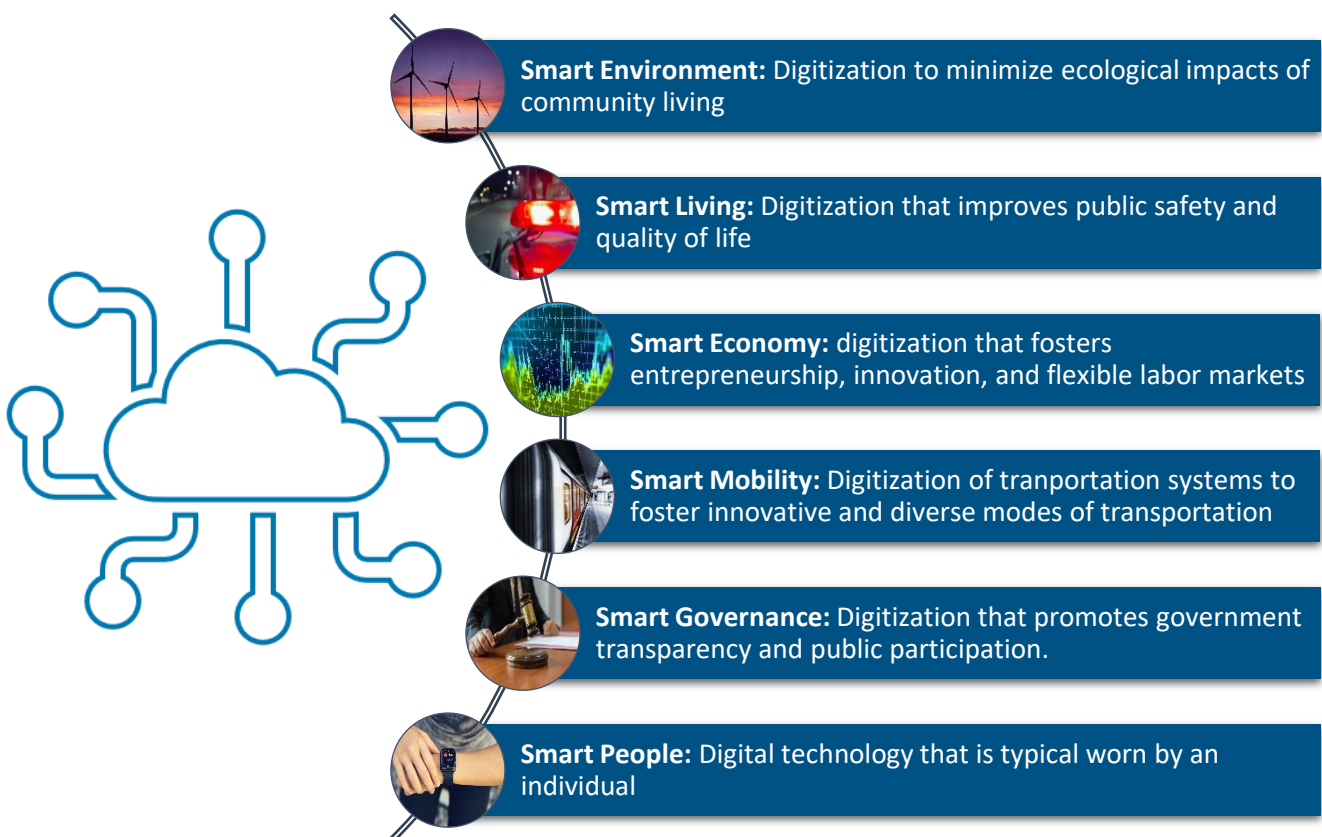 Smart Environment: Digitization to minimize ecological impacts of
community living
Smart Living: Digitization that improves public safety and
quality of life
Smart Economy: digitization that fosters
entrepreneurship, innovation, and flexible labor markets
Smart Mobility: Digitization of tranportation systems to
foster innovative and diverse modes of transportation
Smart Governance: Digitization that promotes government
transparency and public participation.
Smart People: Digital technology that is typical worn by an
individual